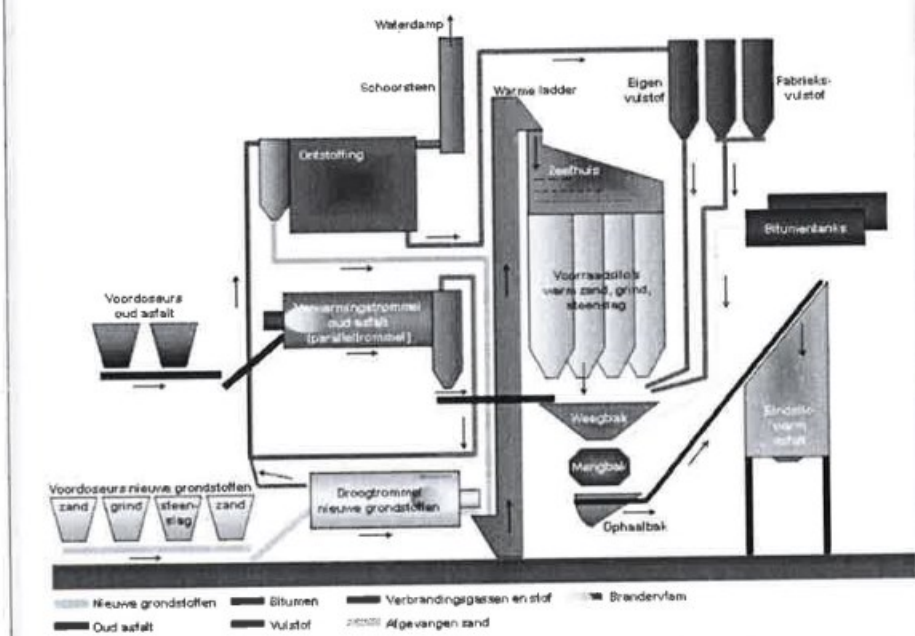 Waterdamp
Schoorsteen
Warme ladder
Eigen
vulstof
Fabrieks-
vulstof
Ontstoffing
Zeefhuis
Bitumentanks
Voorraadsilo's
warm zand, grind,
steenslag
Voordoseurs
oud asfalt
Verwarmingstrommel
oud asfalt
(paralleltrommel)
Weegbak
Eindsilo
warm
asfalt
Mengbak
Ophaalbak
Voordoseurs nieuwe grondstoffen
zand
grind
steen-
slag
zand
Droogtrommel
nieuwe grondstoffen
Nieuwe grondstoffen
Bitumen
Verbrandingsgassen en stof
Brandervlam
Oud asfalt
Vulstof
Afgevangen zand